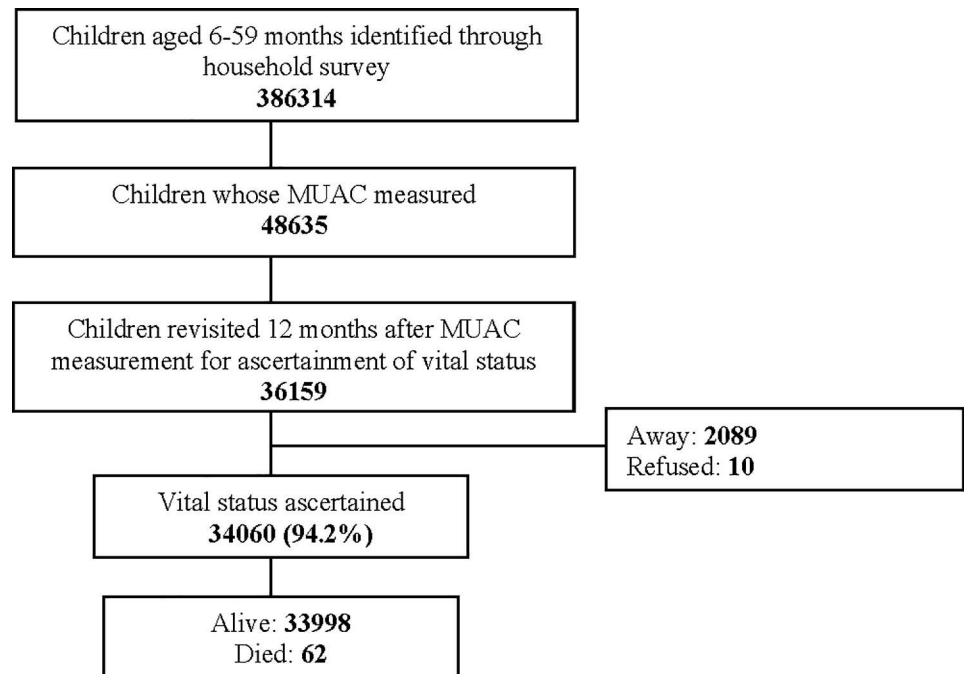 Children aged 6-59 months identified through
household survey
386314
Children whose MUAC measured
48635
Children revisited 12 months after MUAC
measurement for ascertainment of vital status
36159
Away: 2089
Refused: 10
Vital status ascertained
34060 (94.2%)
Alive: 33998
Died: 62